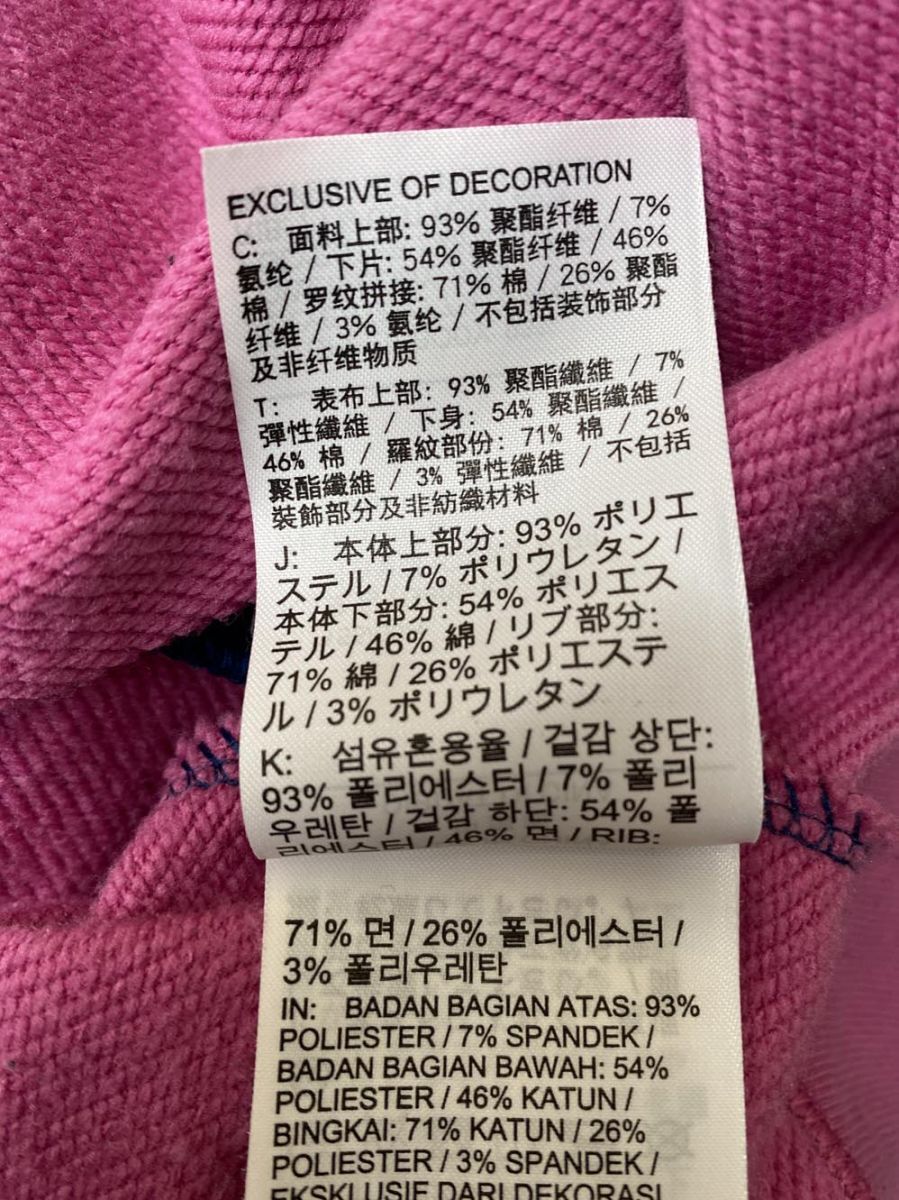 EXCLUSIVE OF DECORATION
C: 面料上部: 93% 聚酯纤维 / 7%
氨纶 / 下片: 54% 聚酯纤维 / 46%
棉 / 罗纹拼接: 71% 棉 / 26% 聚酯
纤维 / 3% 氨纶 / 不包括装饰部分
及非纤维物质
T: 表布上部: 93% 聚酯纖維 / 7%
彈性纖維 / 下身: 54% 聚酯纖維 /
46% 棉 / 羅紋部份: 71% 棉 / 26%
聚酯纖維 / 3% 彈性纖維 / 不包括
裝飾部分及非紡織材料
J: 本体上部分: 93% ポリエ
ステル / 7% ポリウレタン /
本体下部分: 54% ポリエス
テル / 46% 綿 / リブ部分:
71% 綿 / 26% ポリエステ
ル / 3% ポリウレタン
K: 섬유혼용율 / 겉감 상단:
93% 폴리에스터 / 7% 폴리
우레탄 / 겉감 하단: 54% 폴
리에스터 / 46% 면 / RIB:
71% 면 / 26% 폴리에스터 /
3% 폴리우레탄
IN: BADAN BAGIAN ATAS: 93%
POLIESTER / 7% SPANDEK /
BADAN BAGIAN BAWAH: 54%
POLIESTER / 46% KATUN /
BINGKAI: 71% KATUN / 26%
POLIESTER / 3% SPANDEK /
EKSKLUSIF DARI DEKORASI